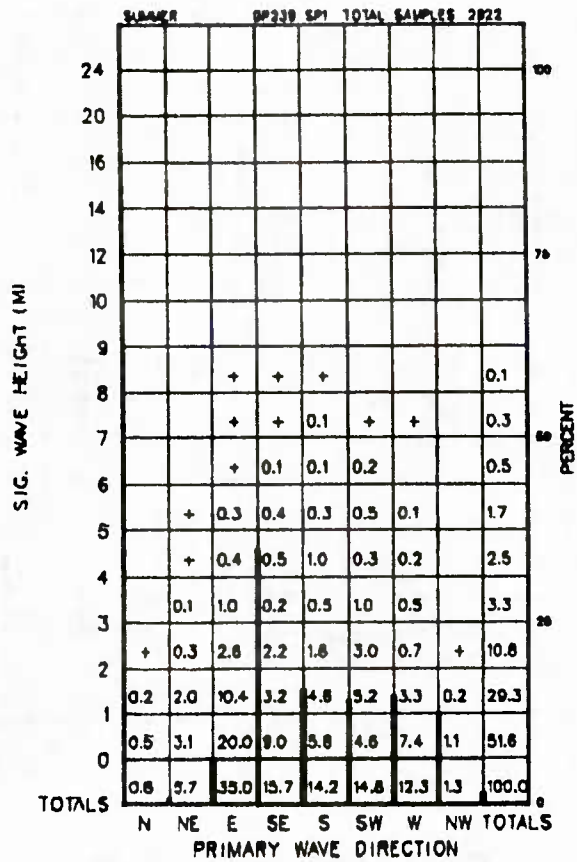 SUMMER GP239 SP1 TOTAL SAMPLES 2822
24 100
20
16
14
12 75
10
9
+ + + 0.1
8
+ + 0.1 + + 0.3
7 50
+ 0.1 0.1 0.2 0.5
6
+ 0.3 0.4 0.3 0.5 0.1 1.7
5
+ 0.4 0.5 1.0 0.3 0.2 2.5
4
0.1 1.0 0.2 0.5 1.0 0.5 3.3
3 25
+ 0.3 2.8 2.2 1.8 3.0 0.7 + 10.8
2
0.2 2.0 10.4 3.2 4.8 5.2 3.3 0.2 29.3
1
0.5 3.1 20.0 9.0 5.8 4.6 7.4 1.1 51.6
0
0.8 5.7 35.0 15.7 14.2 14.8 12.3 1.3 100.0
TOTALS 0
N NE E SE S SW W NW TOTALS
PRIMARY WAVE DIRECTION
SIG. WAVE HEIGHT (M)
PERCENT